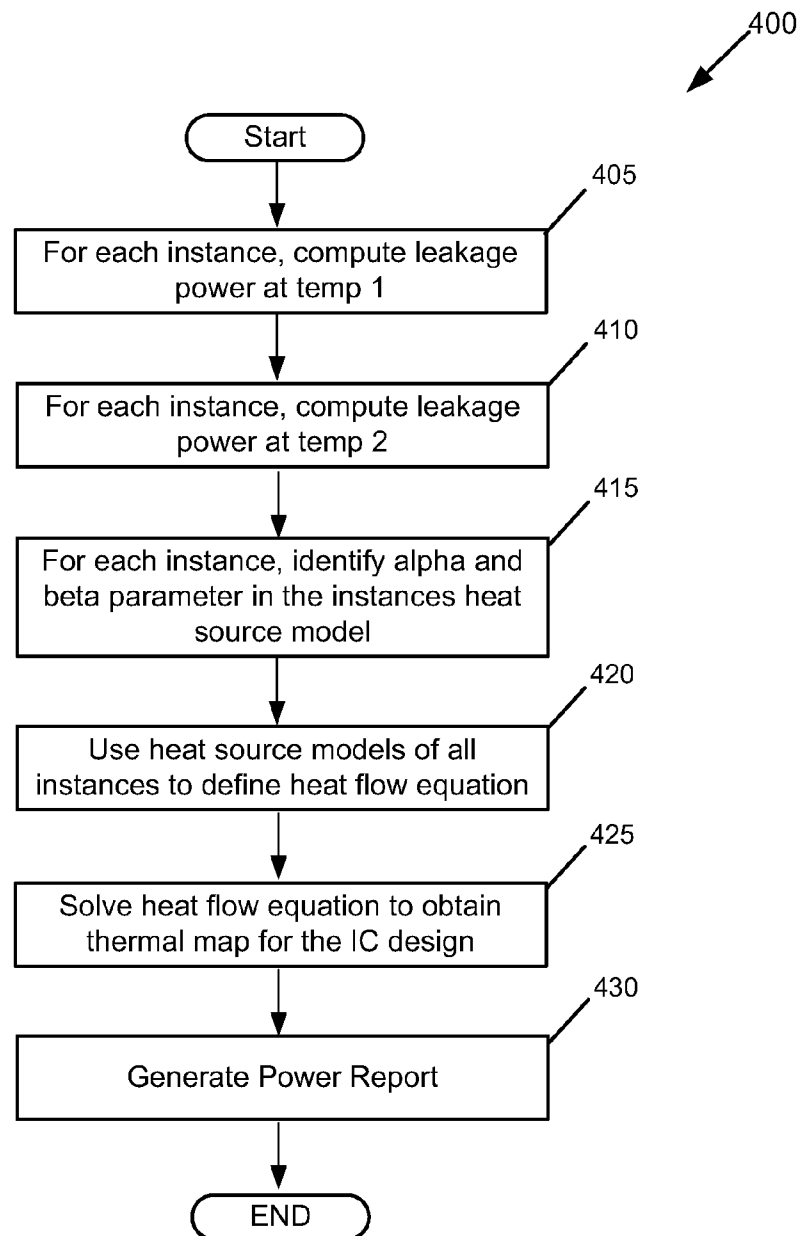 400
Start
405
For each instance, compute leakage
power at temp 1
410
For each instance, compute leakage
power at temp 2
415
For each instance, identify alpha and
beta parameter in the instances heat
source model
420
Use heat source models of all
instances to define heat flow equation
425
Solve heat flow equation to obtain
thermal map for the IC design
430
Generate Power Report
END